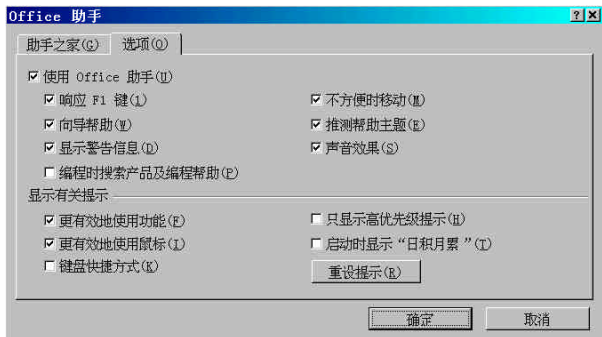 Office 助手
助手之家(G) 选项(O)
使用 Office 助手(U)
响应 F1 键(1) 不方便时移动(M)
向导帮助(W) 推测帮助主题(E)
显示警告信息(D) 声音效果(S)
编程时搜索产品及编程帮助(P)
显示有关提示
更有效地使用功能(F) 只显示高优先级提示(H)
更有效地使用鼠标(I) 启动时显示“日积月累 ”(T)
键盘快捷方式(K) 重设提示(R)
确定 取消